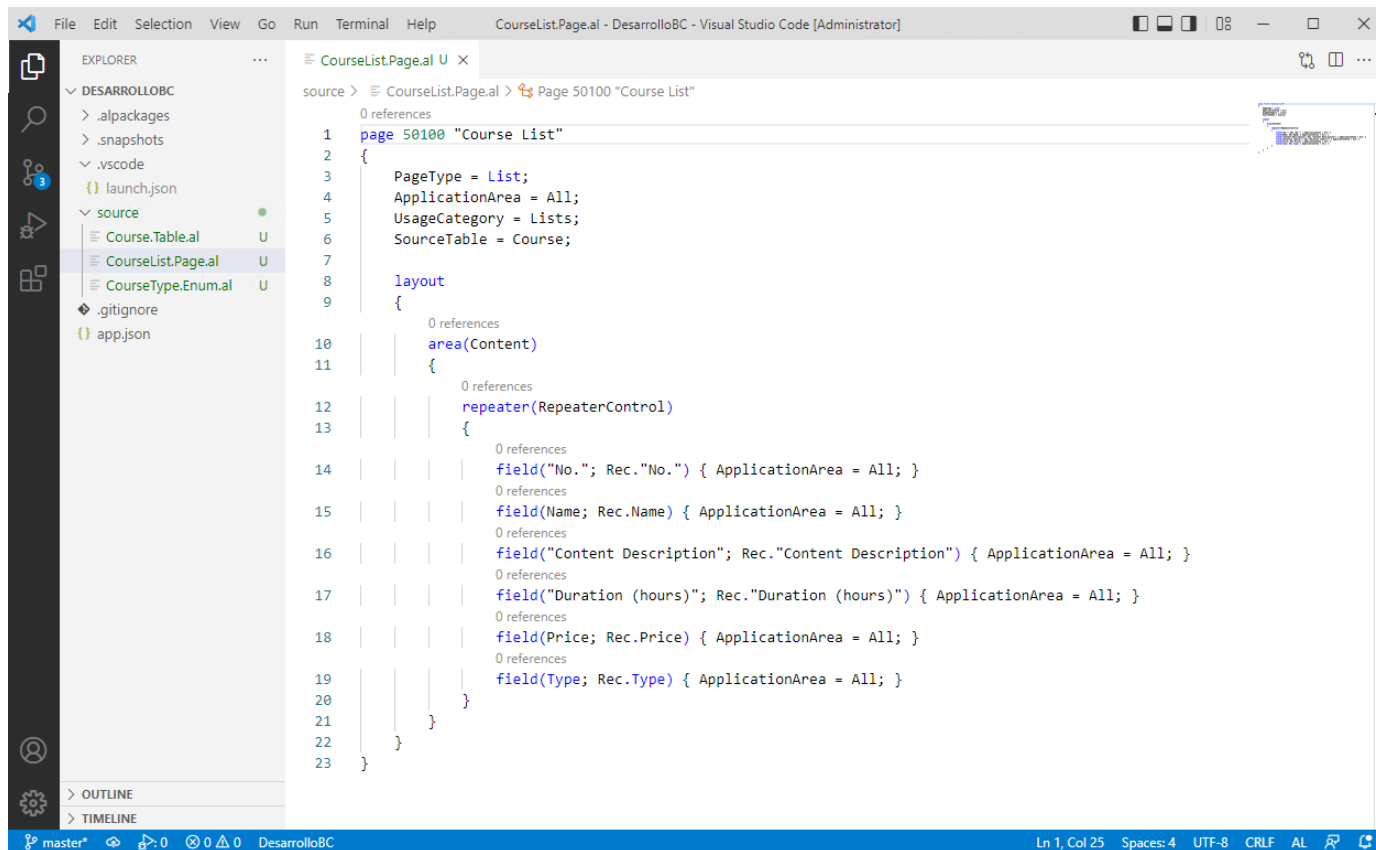 File Edit Selection View Go Run Terminal Help CourseList.Page.al - DesarrolloBC - Visual Studio Code [Administrator]
EXPLORER ···
DESARROLLOBC
.alpackages
.snapshots
.vscode
{} launch.json
source
Course.Table.al U
CourseList.Page.al U
CourseType.Enum.al U
.gitignore
{} app.json
3
OUTLINE
TIMELINE
CourseList.Page.al U
source > CourseList.Page.al > Page 50100 "Course List"
0 references
1 page 50100 "Course List"
2 {
3 PageType = List;
4 ApplicationArea = All;
5 UsageCategory = Lists;
6 SourceTable = Course;
7
8 layout
9 {
0 references
10 area(Content)
11 {
0 references
12 repeater(RepeaterControl)
13 {
0 references
14 field("No."; Rec."No.") { ApplicationArea = All; }
0 references
15 field(Name; Rec.Name) { ApplicationArea = All; }
0 references
16 field("Content Description"; Rec."Content Description") { ApplicationArea = All; }
0 references
17 field("Duration (hours)"; Rec."Duration (hours)") { ApplicationArea = All; }
0 references
18 field(Price; Rec.Price) { ApplicationArea = All; }
0 references
19 field(Type; Rec.Type) { ApplicationArea = All; }
20 }
21 }
22 }
23 }
master* 0 0 0 DesarrolloBC Ln 1, Col 25 Spaces: 4 UTF-8 CRLF AL